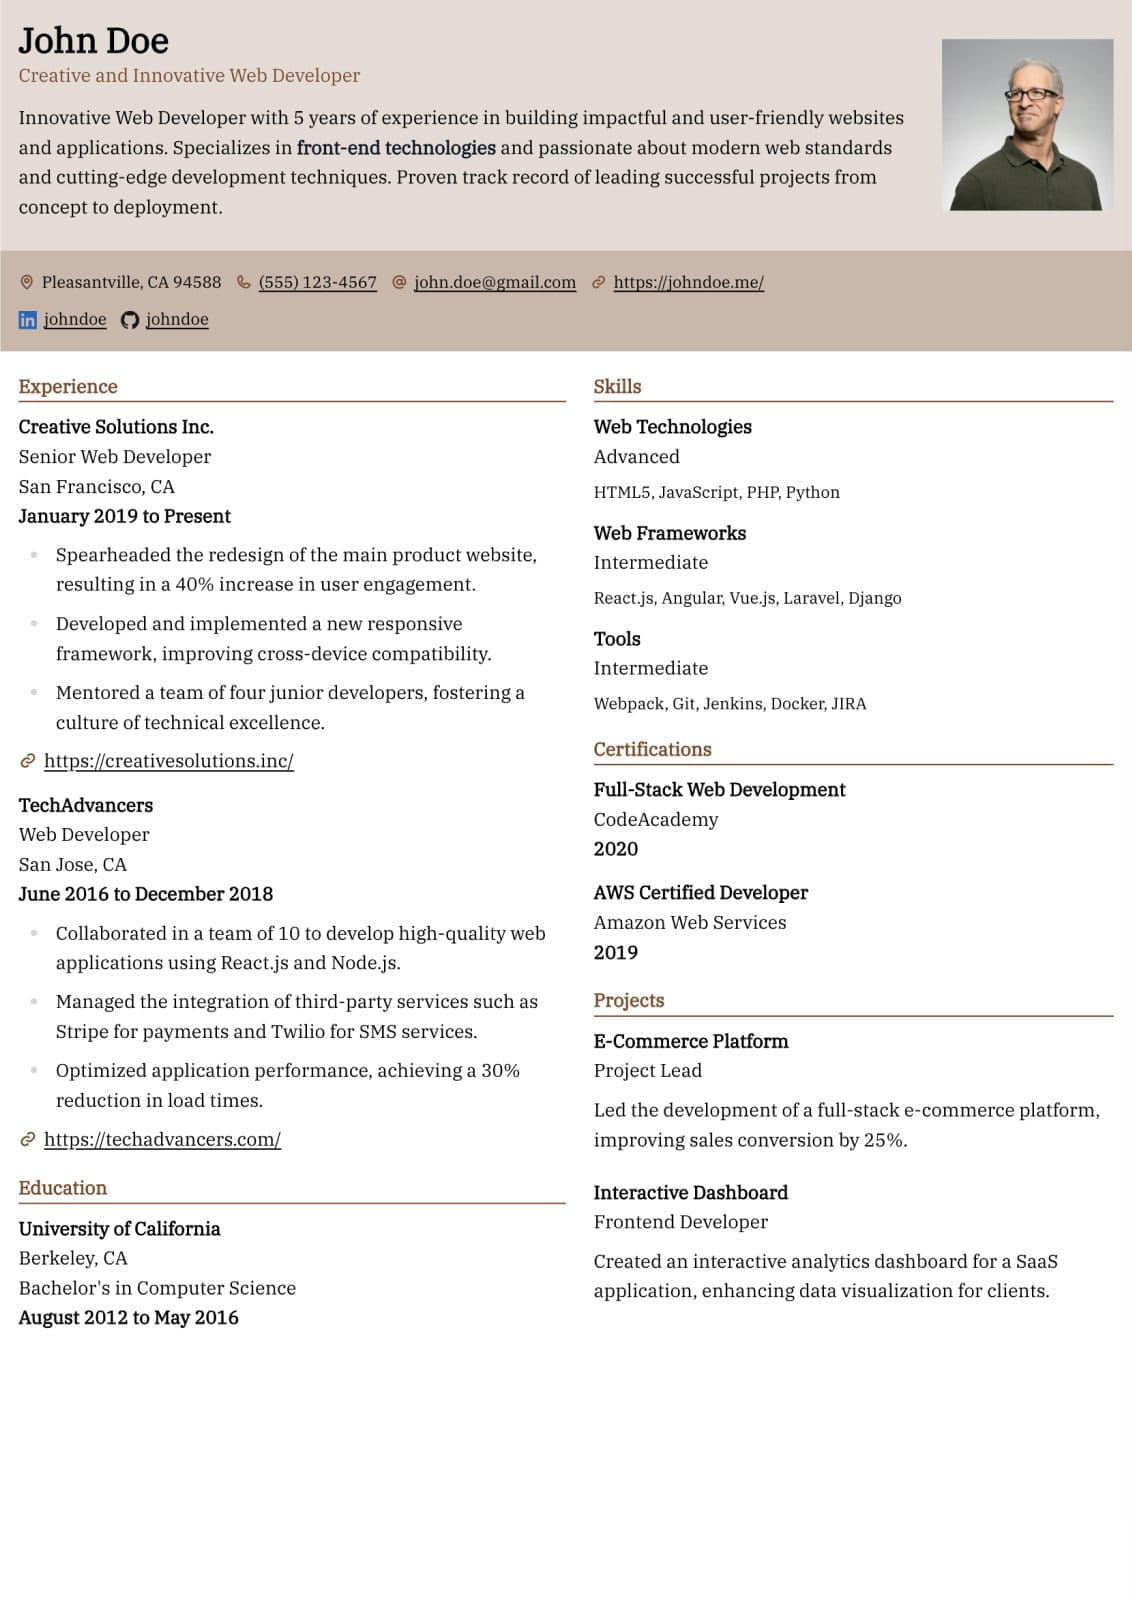 John Doe
Creative and Innovative Web Developer
Innovative Web Developer with 5 years of experience in building impactful and user-friendly websites
and applications. Specializes in front-end technologies and passionate about modern web standards
and cutting-edge development techniques. Proven track record of leading successful projects from
concept to deployment.
Pleasantville, CA 94588 (555) 123-4567 john.doe@gmail.com https://johndoe.me/
johndoe johndoe
Experience
Creative Solutions Inc.
Senior Web Developer
San Francisco, CA
January 2019 to Present
Spearheaded the redesign of the main product website,
resulting in a 40% increase in user engagement.
Developed and implemented a new responsive
framework, improving cross-device compatibility.
Mentored a team of four junior developers, fostering a
culture of technical excellence.
https://creativesolutions.inc/
TechAdvancers
Web Developer
San Jose, CA
June 2016 to December 2018
Collaborated in a team of 10 to develop high-quality web
applications using React.js and Node.js.
Managed the integration of third-party services such as
Stripe for payments and Twilio for SMS services.
Optimized application performance, achieving a 30%
reduction in load times.
https://techadvancers.com/
Education
University of California
Berkeley, CA
Bachelor's in Computer Science
August 2012 to May 2016
Skills
Web Technologies
Advanced
HTML5, JavaScript, PHP, Python
Web Frameworks
Intermediate
React.js, Angular, Vue.js, Laravel, Django
Tools
Intermediate
Webpack, Git, Jenkins, Docker, JIRA
Certifications
Full-Stack Web Development
CodeAcademy
2020
AWS Certified Developer
Amazon Web Services
2019
Projects
E-Commerce Platform
Project Lead
Led the development of a full-stack e-commerce platform,
improving sales conversion by 25%.
Interactive Dashboard
Frontend Developer
Created an interactive analytics dashboard for a SaaS
application, enhancing data visualization for clients.